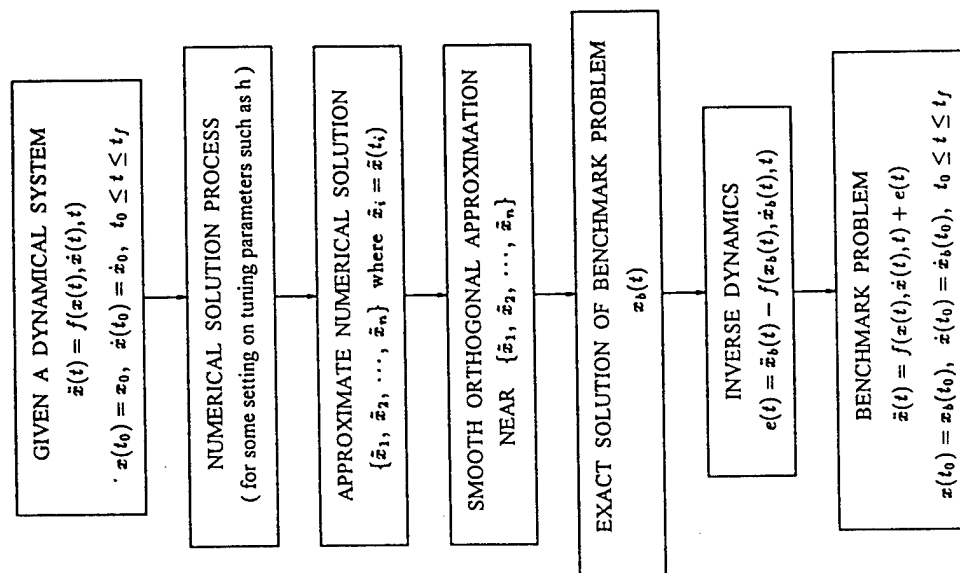 GIVEN A DYNAMICAL SYSTEM
ẍ(t) = f(x(t), ẋ(t), t)
x(t₀) = x₀, ẋ(t₀) = ẋ₀, t₀ ≤ t ≤ t_f
NUMERICAL SOLUTION PROCESS
( for some setting on tuning parameters such as h )
APPROXIMATE NUMERICAL SOLUTION
{x̃₁, x̃₂, ⋯, x̃ₙ} where x̃ᵢ = x̃(tᵢ)
SMOOTH ORTHOGONAL APPROXIMATION
NEAR {x̃₁, x̃₂, ..., x̃ₙ}
EXACT SOLUTION OF BENCHMARK PROBLEM
x_b(t)
INVERSE DYNAMICS
e(t) = ẍ_b(t) − f(x_b(t), ẋ_b(t), t)
BENCHMARK PROBLEM
ẍ(t) = f(x(t), ẋ(t), t) + e(t)
x(t₀) = x_b(t₀), ẋ(t₀) = ẋ_b(t₀), t₀ ≤ t ≤ t_f